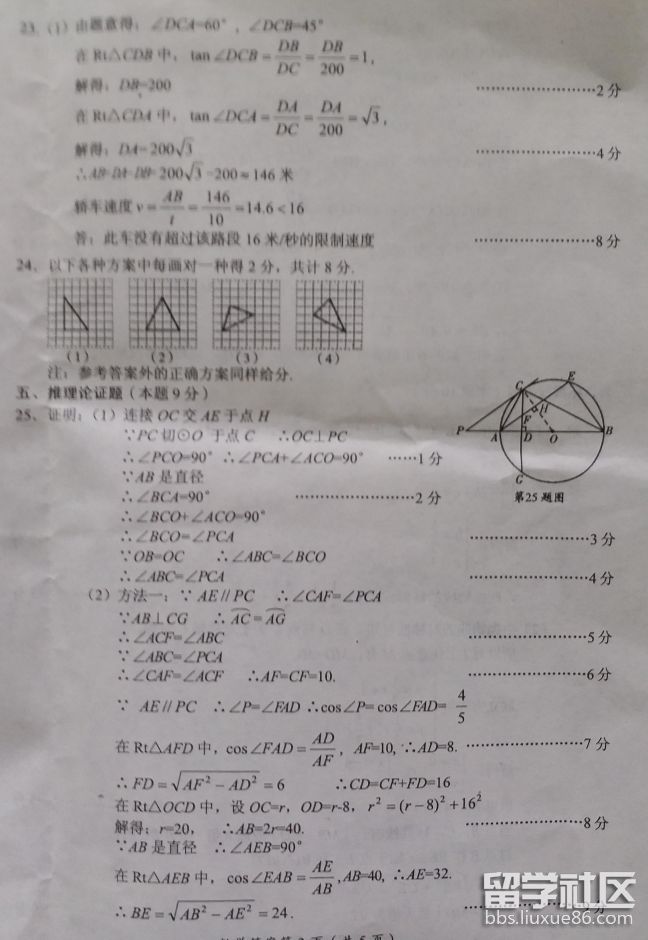 23.(1)由题意得:∠DCA=60°,∠DCB=45°
在Rt△CDB中,tan∠DCB=DB/DC=DB/200=1,
解得:DB=200 ……………………2分
在Rt△CDA中,tan∠DCA=DA/DC=DA/200=√3,
解得:DA=200√3 ……………………4分
∴AB=DA-DB=200√3-200≈146米
轿车速度v=AB/t=146/10=14.6<16
答:此车没有超过该路段16米/秒的限制速度 ……………………8分
24、以下各种方案中每画对一种得2分,共计8分.
(1) (2) (3) (4)
注:参考答案外的正确方案同样给分.
五、推理论证题(本题9分)
25、证明:(1)连接OC交AE于点H
∵PC切⊙O于点C ∴OC⊥PC
∴∠PCO=90° ∴∠PCA+∠ACO=90° ……1分
∵AB是直径
∴∠BCA=90° ……………………2分
∴∠BCO+∠ACO=90°
∴∠BCO=∠PCA ……………………3分
∵OB=OC ∴∠ABC=∠BCO
∴∠ABC=∠PCA ……………………4分
C E H F P A D O B G
第25题图
(2)方法一:∵AE∥PC ∴∠CAF=∠PCA
∵AB⊥CG ∴AC=AG
∴∠ACF=∠ABC ……………………5分
∵∠ABC=∠PCA
∴∠CAF=∠ACF ∴AF=CF=10. ……………………6分
∵ AE∥PC ∴∠P=∠FAD ∴cos∠P=cos∠FAD=4/5
在Rt△AFD中,cos∠FAD=AD/AF,AF=10,∴AD=8. ……………………7分
∴FD=√(AF²-AD²)=6 ∴CD=CF+FD=16
在Rt△OCD中,设OC=r,OD=r-8,r²=(r-8)²+16²
解得:r=20, ∴AB=2r=40. ……………………8分
∵AB是直径 ∴∠AEB=90°
在Rt△AEB中,cos∠EAB=AE/AB,AB=40,∴AE=32.
∴BE=√(AB²-AE²)=24.
留学社区
bbs.liuxue86.com